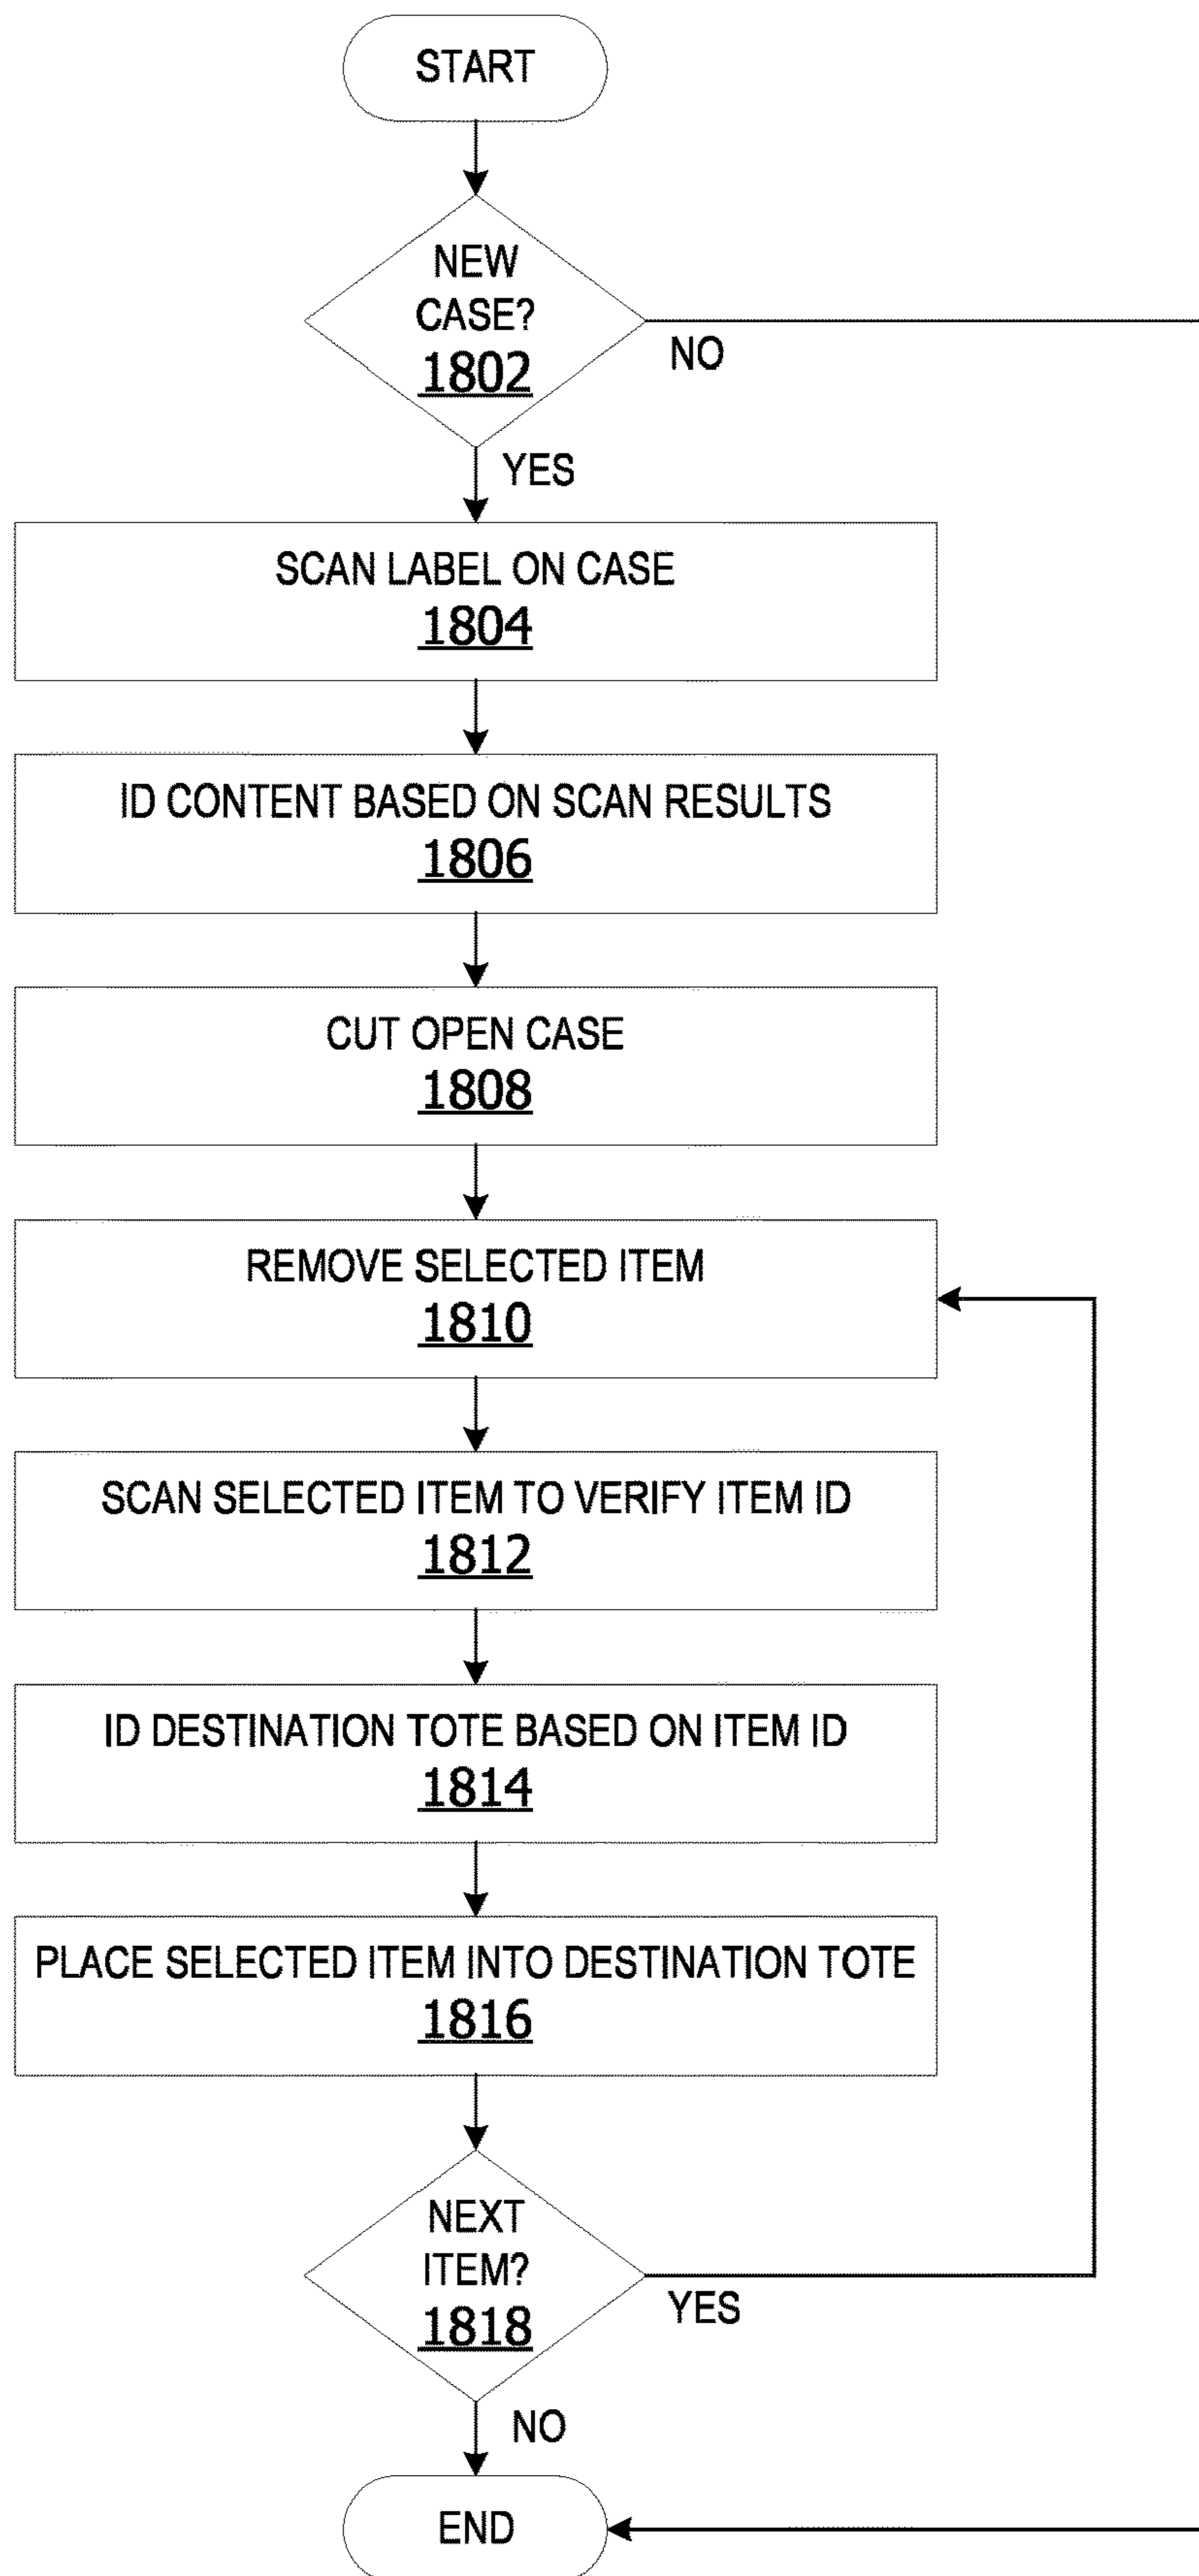 START
NEW
CASE?
1802
NO
YES
SCAN LABEL ON CASE
1804
ID CONTENT BASED ON SCAN RESULTS
1806
CUT OPEN CASE
1808
REMOVE SELECTED ITEM
1810
SCAN SELECTED ITEM TO VERIFY ITEM ID
1812
ID DESTINATION TOTE BASED ON ITEM ID
1814
PLACE SELECTED ITEM INTO DESTINATION TOTE
1816
NEXT
ITEM?
1818
YES
NO
END